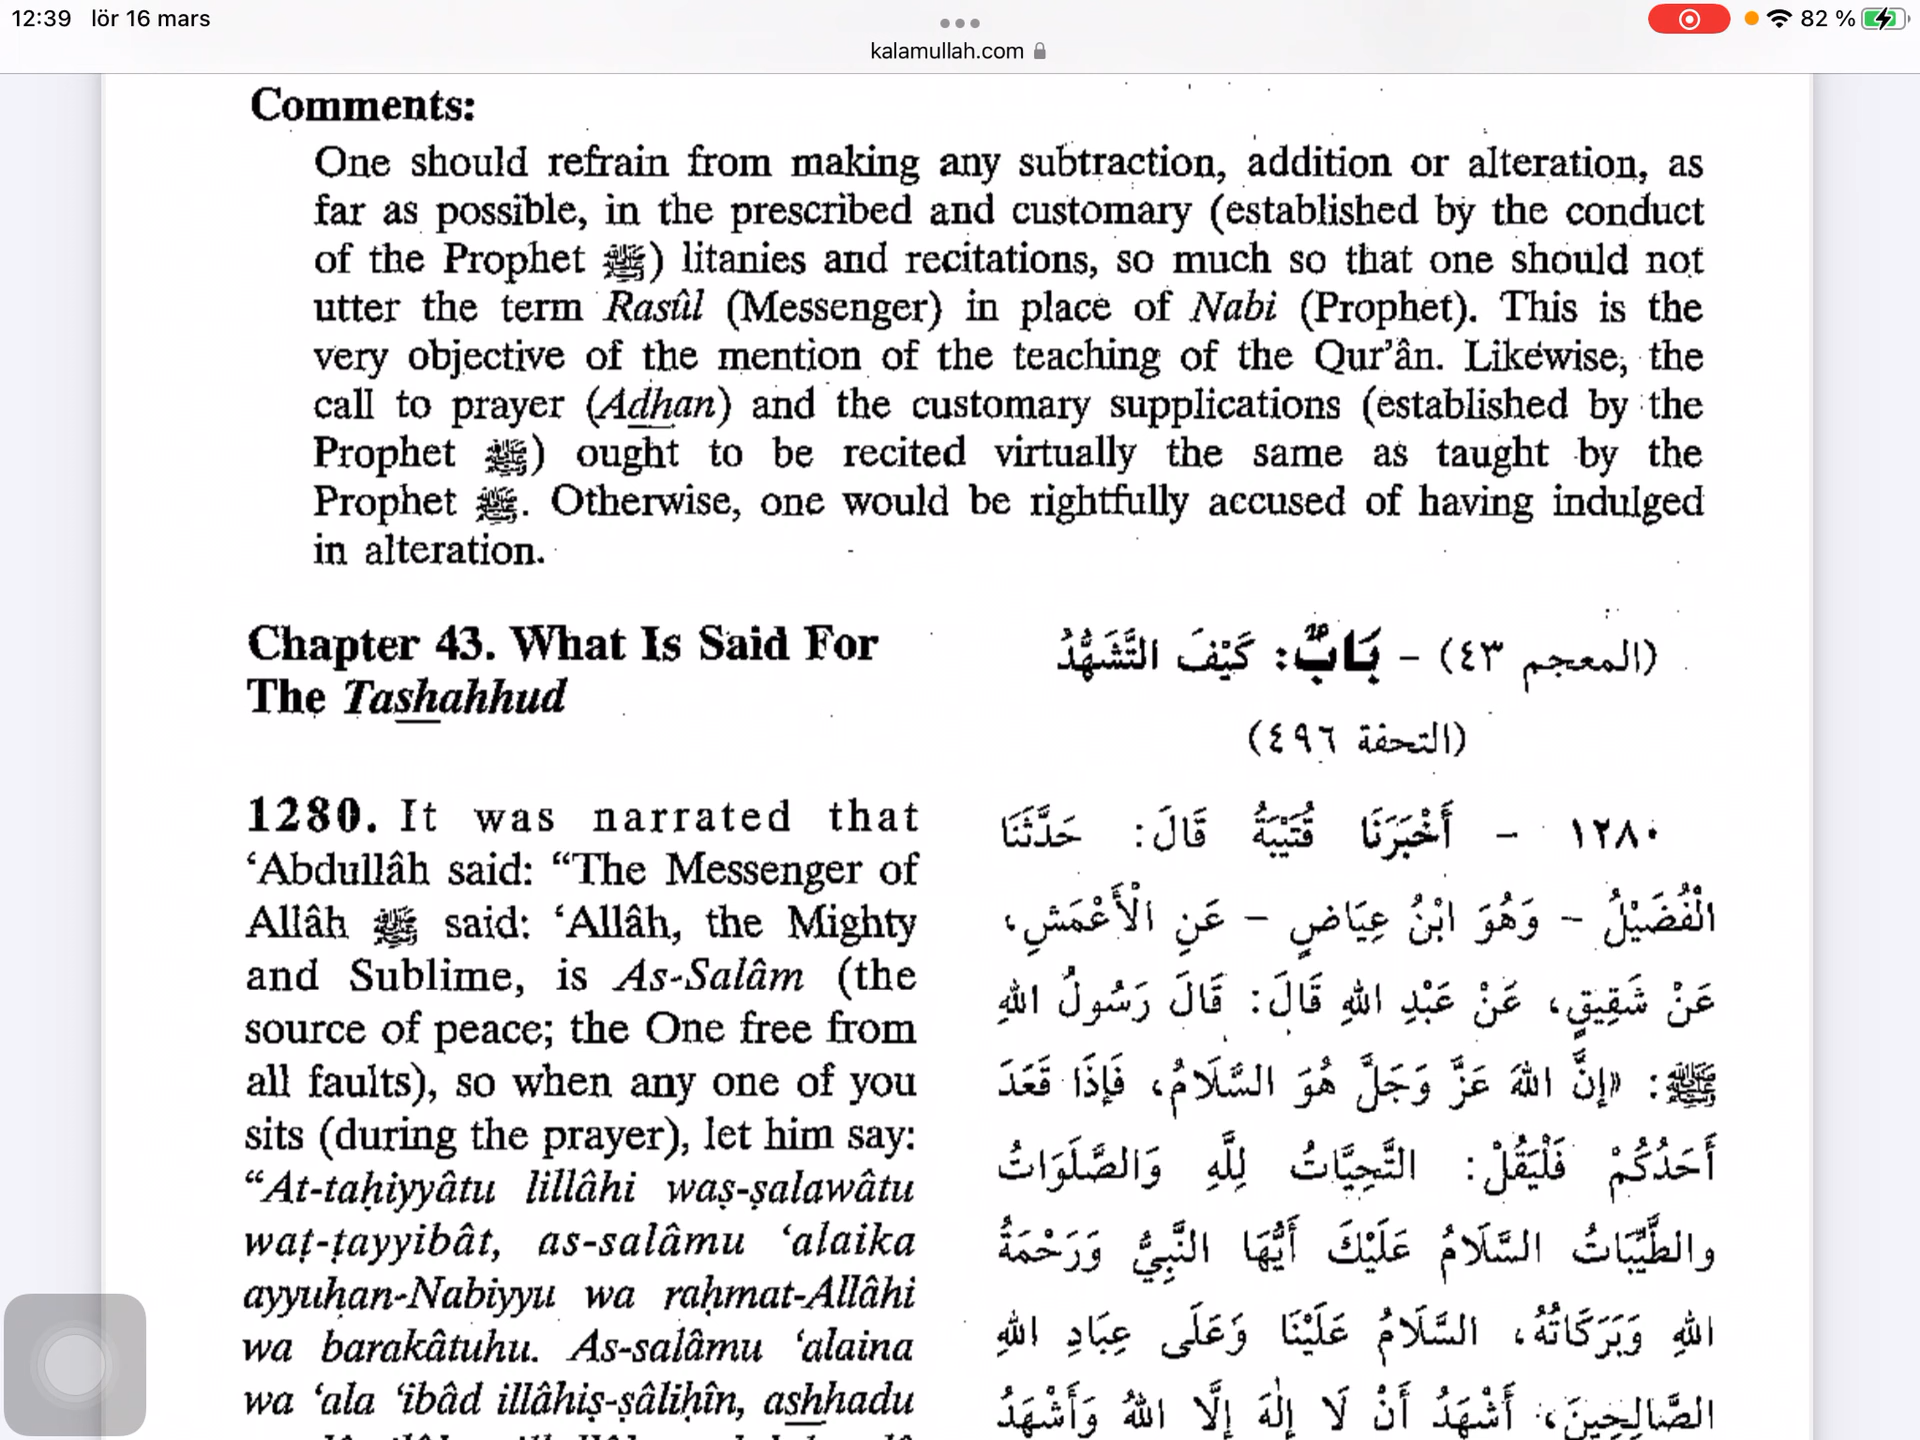 12:39 lör 16 mars
82 %
kalamullah.com
Comments:
One should refrain from making any subtraction, addition or alteration, as
far as possible, in the prescribed and customary (established by the conduct
of the Prophet ﷺ) litanies and recitations, so much so that one should not
utter the term Rasûl (Messenger) in place of Nabi (Prophet). This is the
very objective of the mention of the teaching of the Qur’ân. Likewise, the
call to prayer (Adhan) and the customary supplications (established by the
Prophet ﷺ) ought to be recited virtually the same as taught by the
Prophet ﷺ. Otherwise, one would be rightfully accused of having indulged
in alteration.
Chapter 43. What Is Said For
The Tashahhud
(المعجم ٤٣) - بَابٌ: كَيْفَ التَّشَهُّدُ
(التحفة ٤٩٦)
1280. It was narrated that
‘Abdullâh said: “The Messenger of
Allâh ﷺ said: ‘Allâh, the Mighty
and Sublime, is As-Salâm (the
source of peace; the One free from
all faults), so when any one of you
sits (during the prayer), let him say:
“At-taḥiyyâtu lillâhi waṣ-ṣalawâtu
waṭ-ṭayyibât, as-salâmu ‘alaika
ayyuḥan-Nabiyyu wa raḥmat-Allâhi
wa barakâtuhu. As-salâmu ‘alaina
wa ‘ala ‘ibâd illâhiṣ-ṣâliḥîn, ashhadu
١٢٨٠ - أَخْبَرَنَا قُتَيْبَةُ قَالَ: حَدَّثَنَا
الْفُضَيْلُ - وَهُوَ ابْنُ عِيَاضٍ - عَنِ الْأَعْمَشِ،
عَنْ شَقِيقٍ، عَنْ عَبْدِ اللهِ قَالَ: قَالَ رَسُولُ اللهِ
ﷺ: «إِنَّ اللهَ عَزَّ وَجَلَّ هُوَ السَّلَامُ، فَإِذَا قَعَدَ
أَحَدُكُمْ فَلْيَقُلْ: التَّحِيَّاتُ لِلَّهِ وَالصَّلَوَاتُ
والطَّيِّبَاتُ السَّلَامُ عَلَيْكَ أَيُّهَا النَّبِيُّ وَرَحْمَةُ
اللهِ وَبَرَكَاتُهُ، السَّلَامُ عَلَيْنَا وَعَلَى عِبَادِ اللهِ
الصَّالِحِينَ، أَشْهَدُ أَنْ لَا إِلٰهَ إِلَّا اللهُ وَأَشْهَدُ